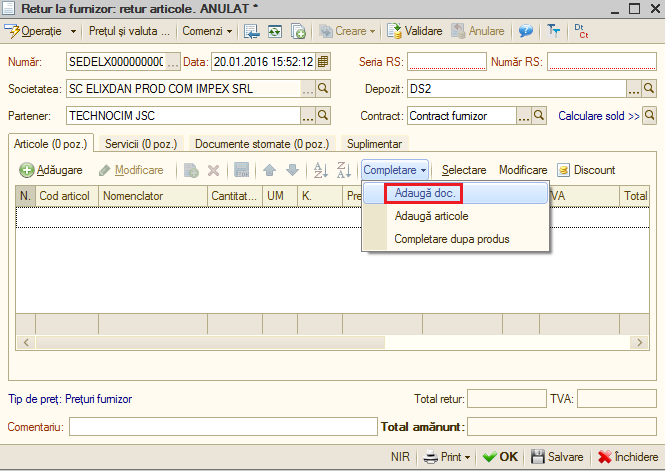 Retur la furnizor: retur articole. ANULAT *
Operație Prețul și valuta ... Comenzi Creare Validare Anulare Dt Ct
Număr: SEDELX000000000 ... Data: 20.01.2016 15:52:12 Seria RS: Număr RS:
Societatea: SC ELIXDAN PROD COM IMPEX SRL ... Depozit: DS2 ...
Partener: TECHNOCIM JSC ... Contract: Contract furnizor ... Calculare sold >>
Articole (0 poz.) Servicii (0 poz.) Documente stornate (0 poz.) Suplimentar
Adăugare Modificare Completare Selectare Modificare Discount
N. Cod articol Nomenclator Cantitat... UM K. Pre VA Total
Adaugă doc.
Adaugă articole
Completare dupa produs
Tip de preț: Prețuri furnizor Total retur: TVA:
Comentariu: Total amănunt:
NIR Print OK Salvare Închidere